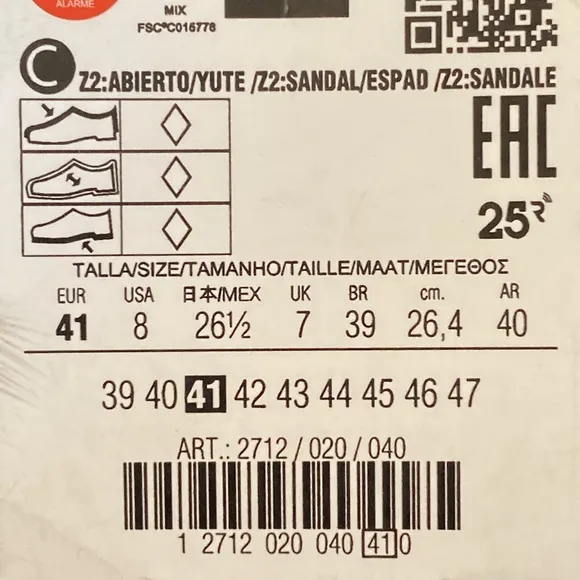 ALARME
MIX
FSC®C015778
C
Z2:ABIERTO/YUTE /Z2:SANDAL/ESPAD /Z2:SANDALE
EAC
25
TALLA/SIZE/TAMANHO/TAILLE/MAAT/ΜΕΓΕΘΟΣ
EUR USA 日本/MEX UK BR cm. AR
41 8 26½ 7 39 26,4 40
39 40 41 42 43 44 45 46 47
ART.: 2712 / 020 / 040
1 2712 020 040 41 0